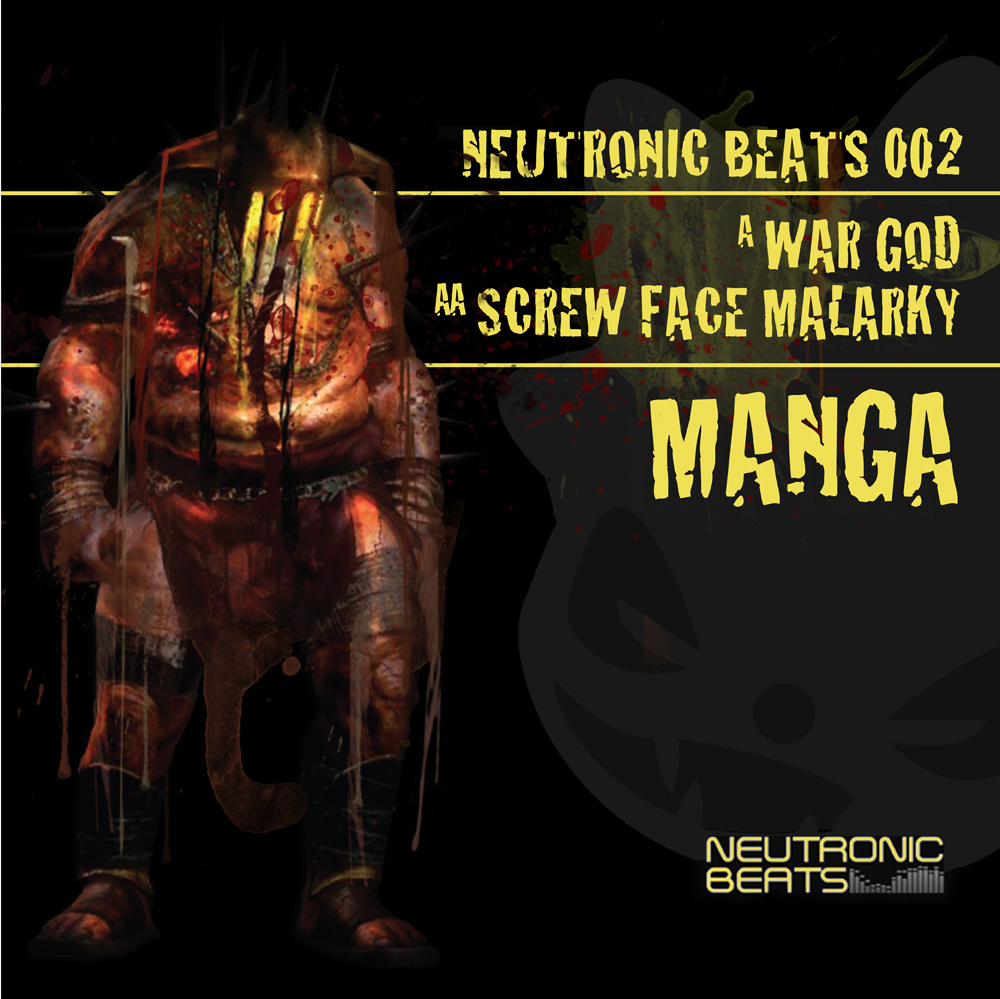 NEUTRONIC BEATS 002
A WAR GOD
AA SCREW FACE MALARKY
MANGA
NEUTRONIC
BEATS